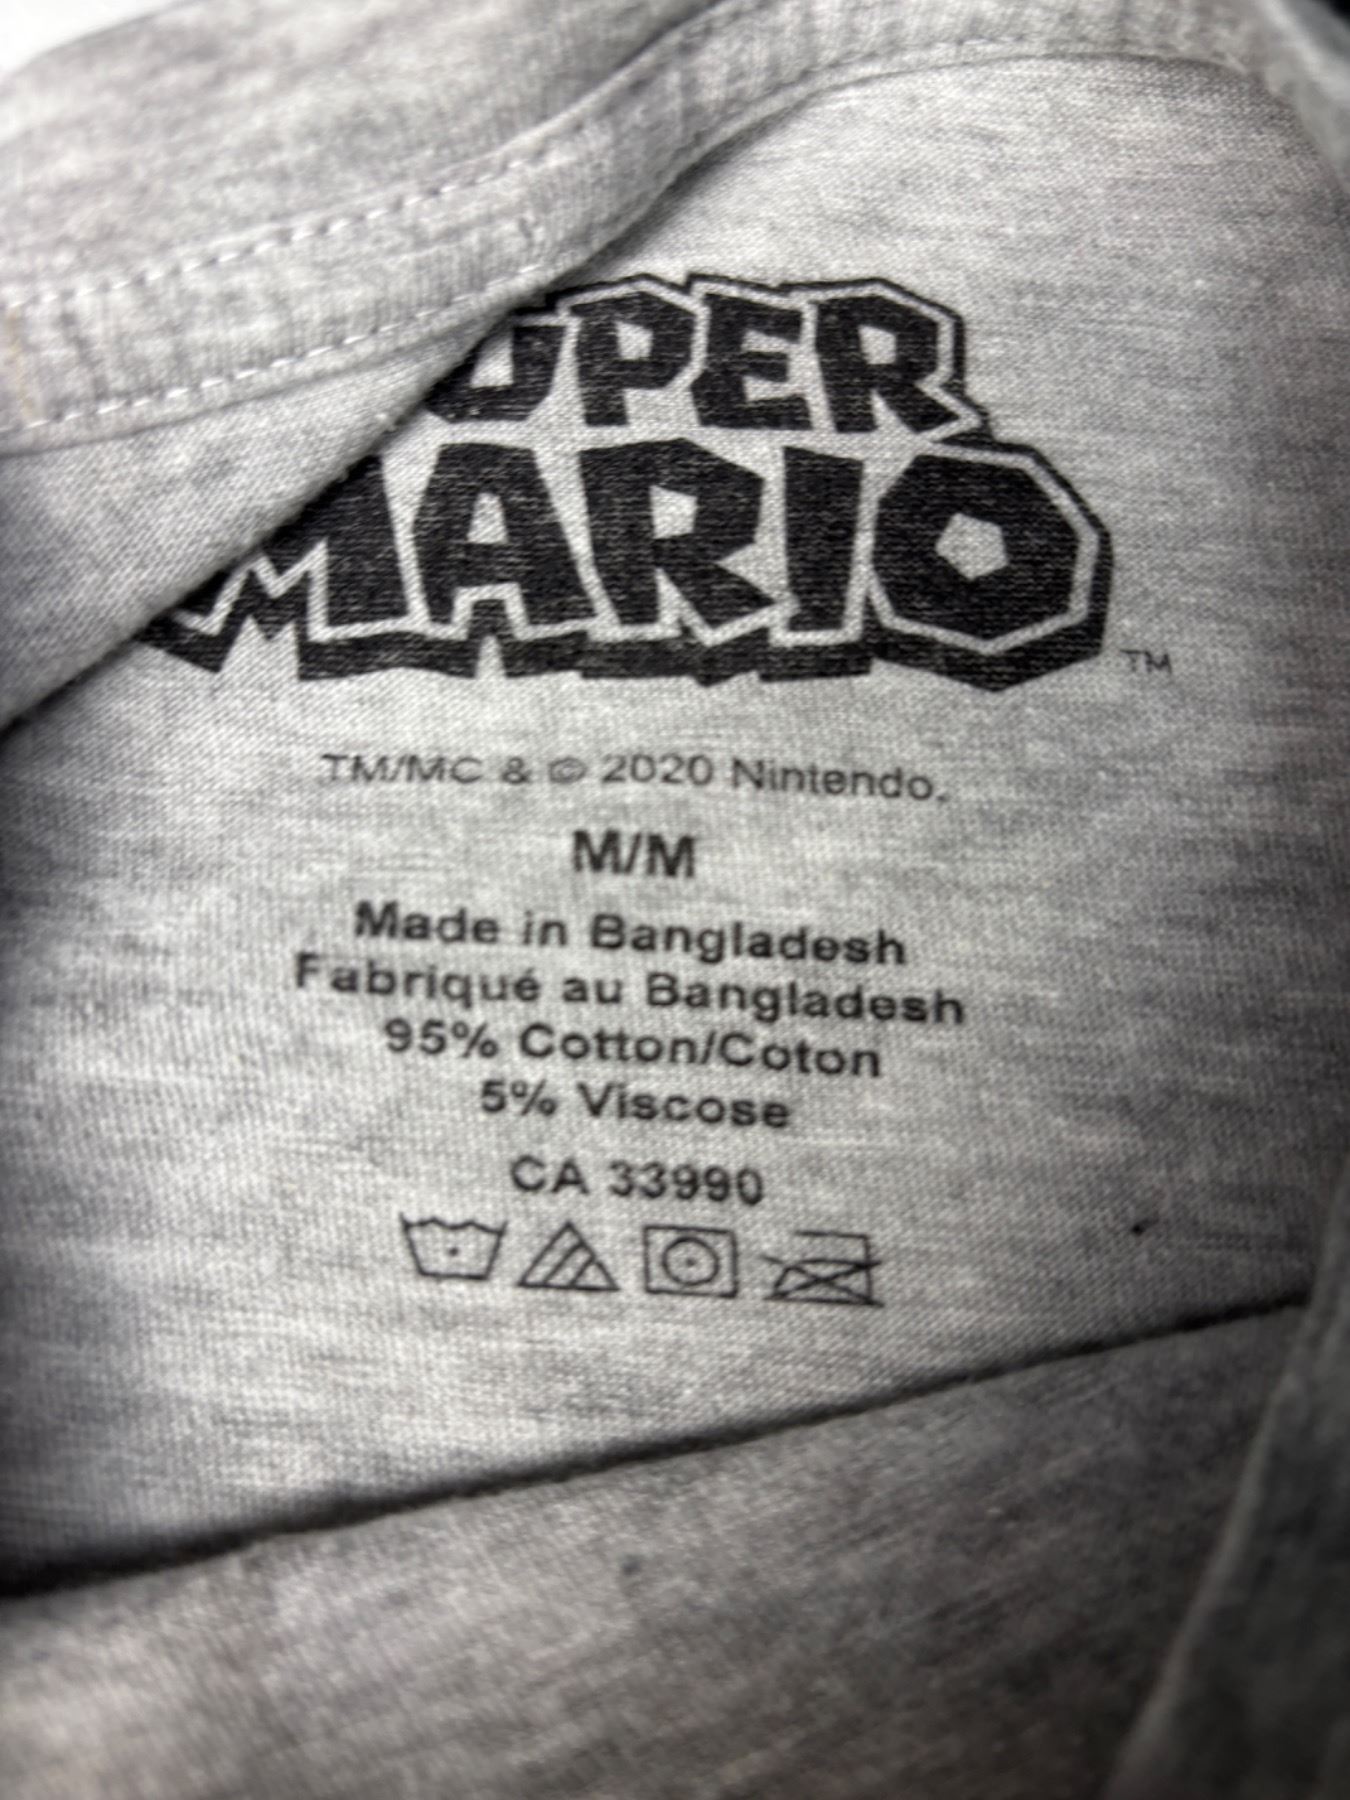 SUPER
MARIO
TM
TM/MC & © 2020 Nintendo.
M/M
Made in Bangladesh
Fabriqué au Bangladesh
95% Cotton/Coton
5% Viscose
CA 33990